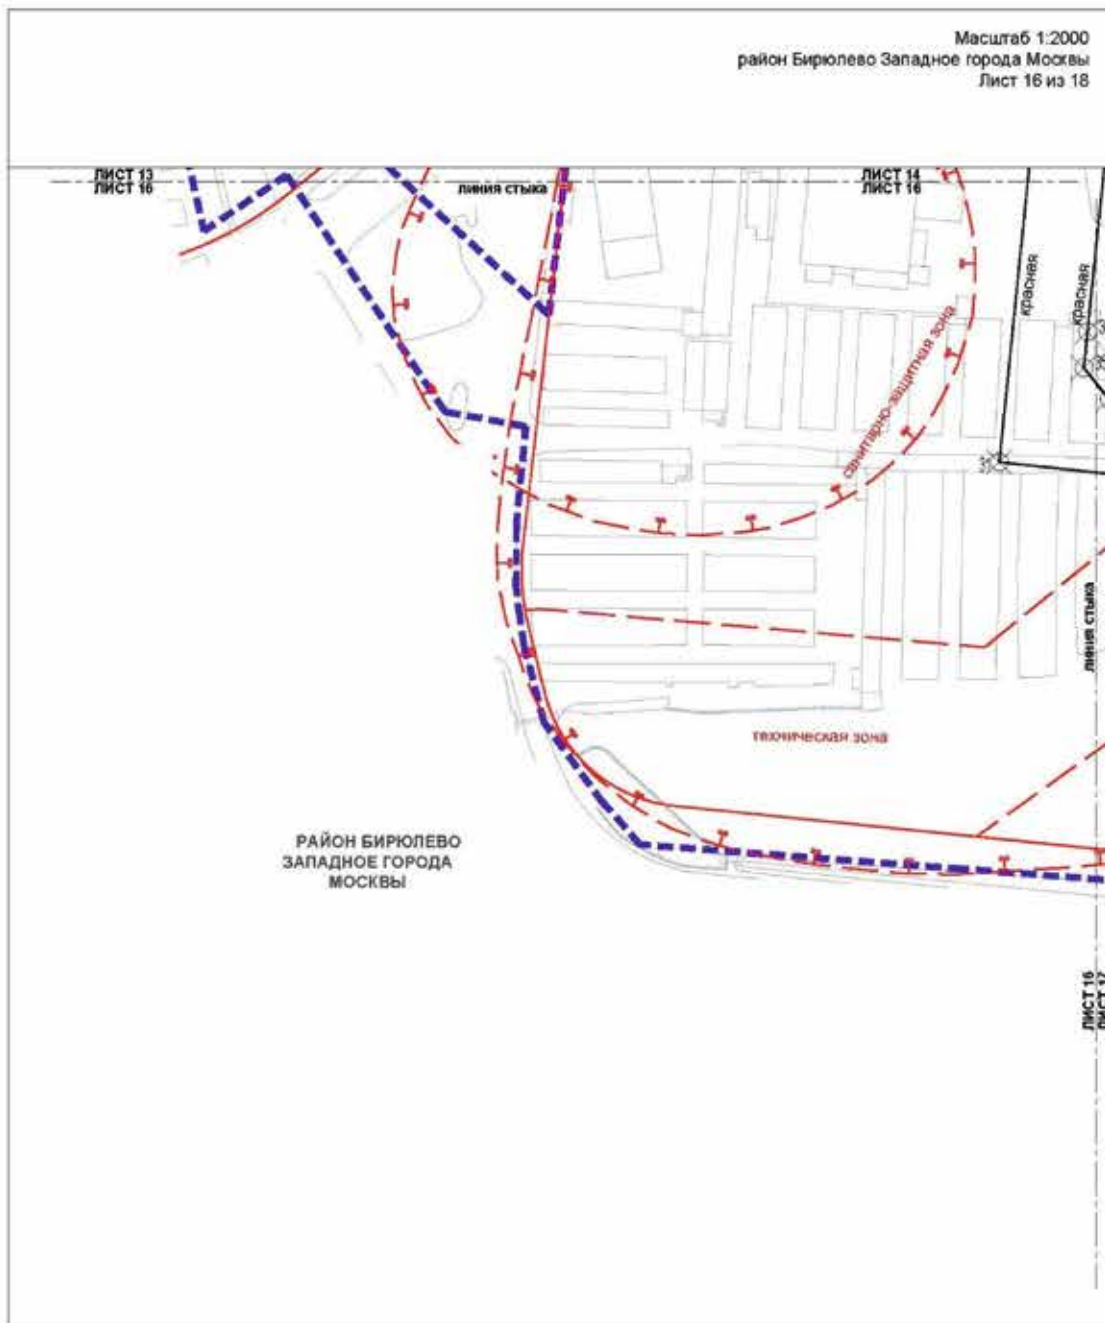 Масштаб 1:2000
район Бирюлево Западное города Москвы
Лист 16 из 18
ЛИСТ 13
ЛИСТ 16
линия стыка
ЛИСТ 14
ЛИСТ 16
красная
красная
санитарно-защитная зона
линия стыка
техническая зона
РАЙОН БИРЮЛЕВО
ЗАПАДНОЕ ГОРОДА
МОСКВЫ
ЛИСТ 16
ЛИСТ 17